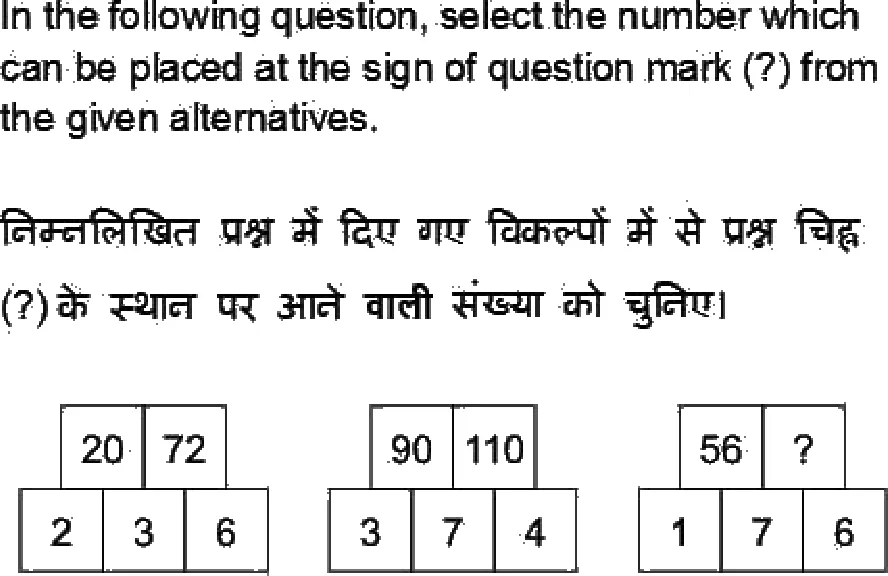 In the following question, select the number which
can be placed at the sign of question mark (?) from
the given alternatives.
निम्नलिखित प्रश्न में दिए गए विकल्पों में से प्रश्न चिह्न
(?) के स्थान पर आने वाली संख्या को चुनिए।
20 72 90 110 56 ?
2 3 6 3 7 4 1 7 6